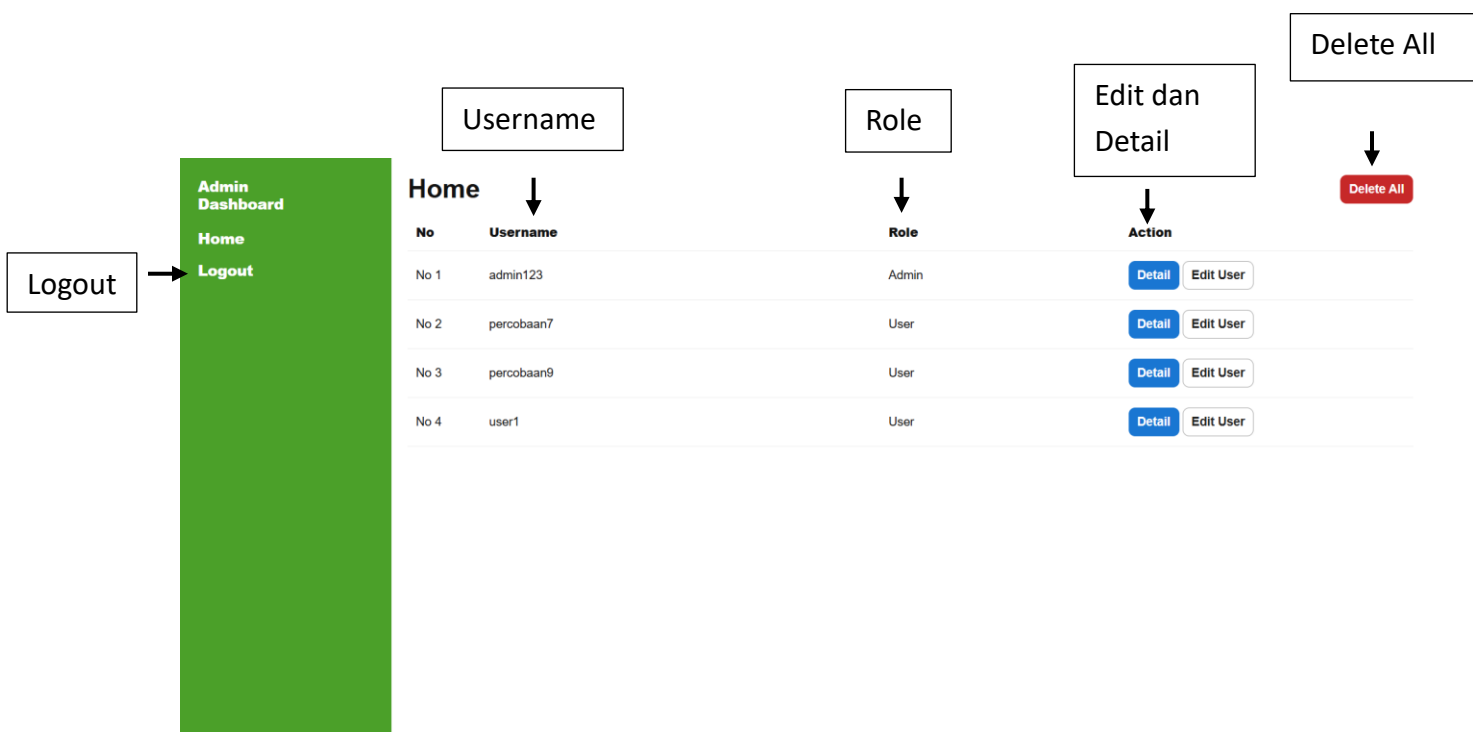 Delete All
Edit dan
Detail
Username
Role
Logout
Admin
Dashboard
Home
Logout
Home
Delete All
No Username Role Action
No 1 admin123 Admin Detail Edit User
No 2 percobaan7 User Detail Edit User
No 3 percobaan9 User Detail Edit User
No 4 user1 User Detail Edit User